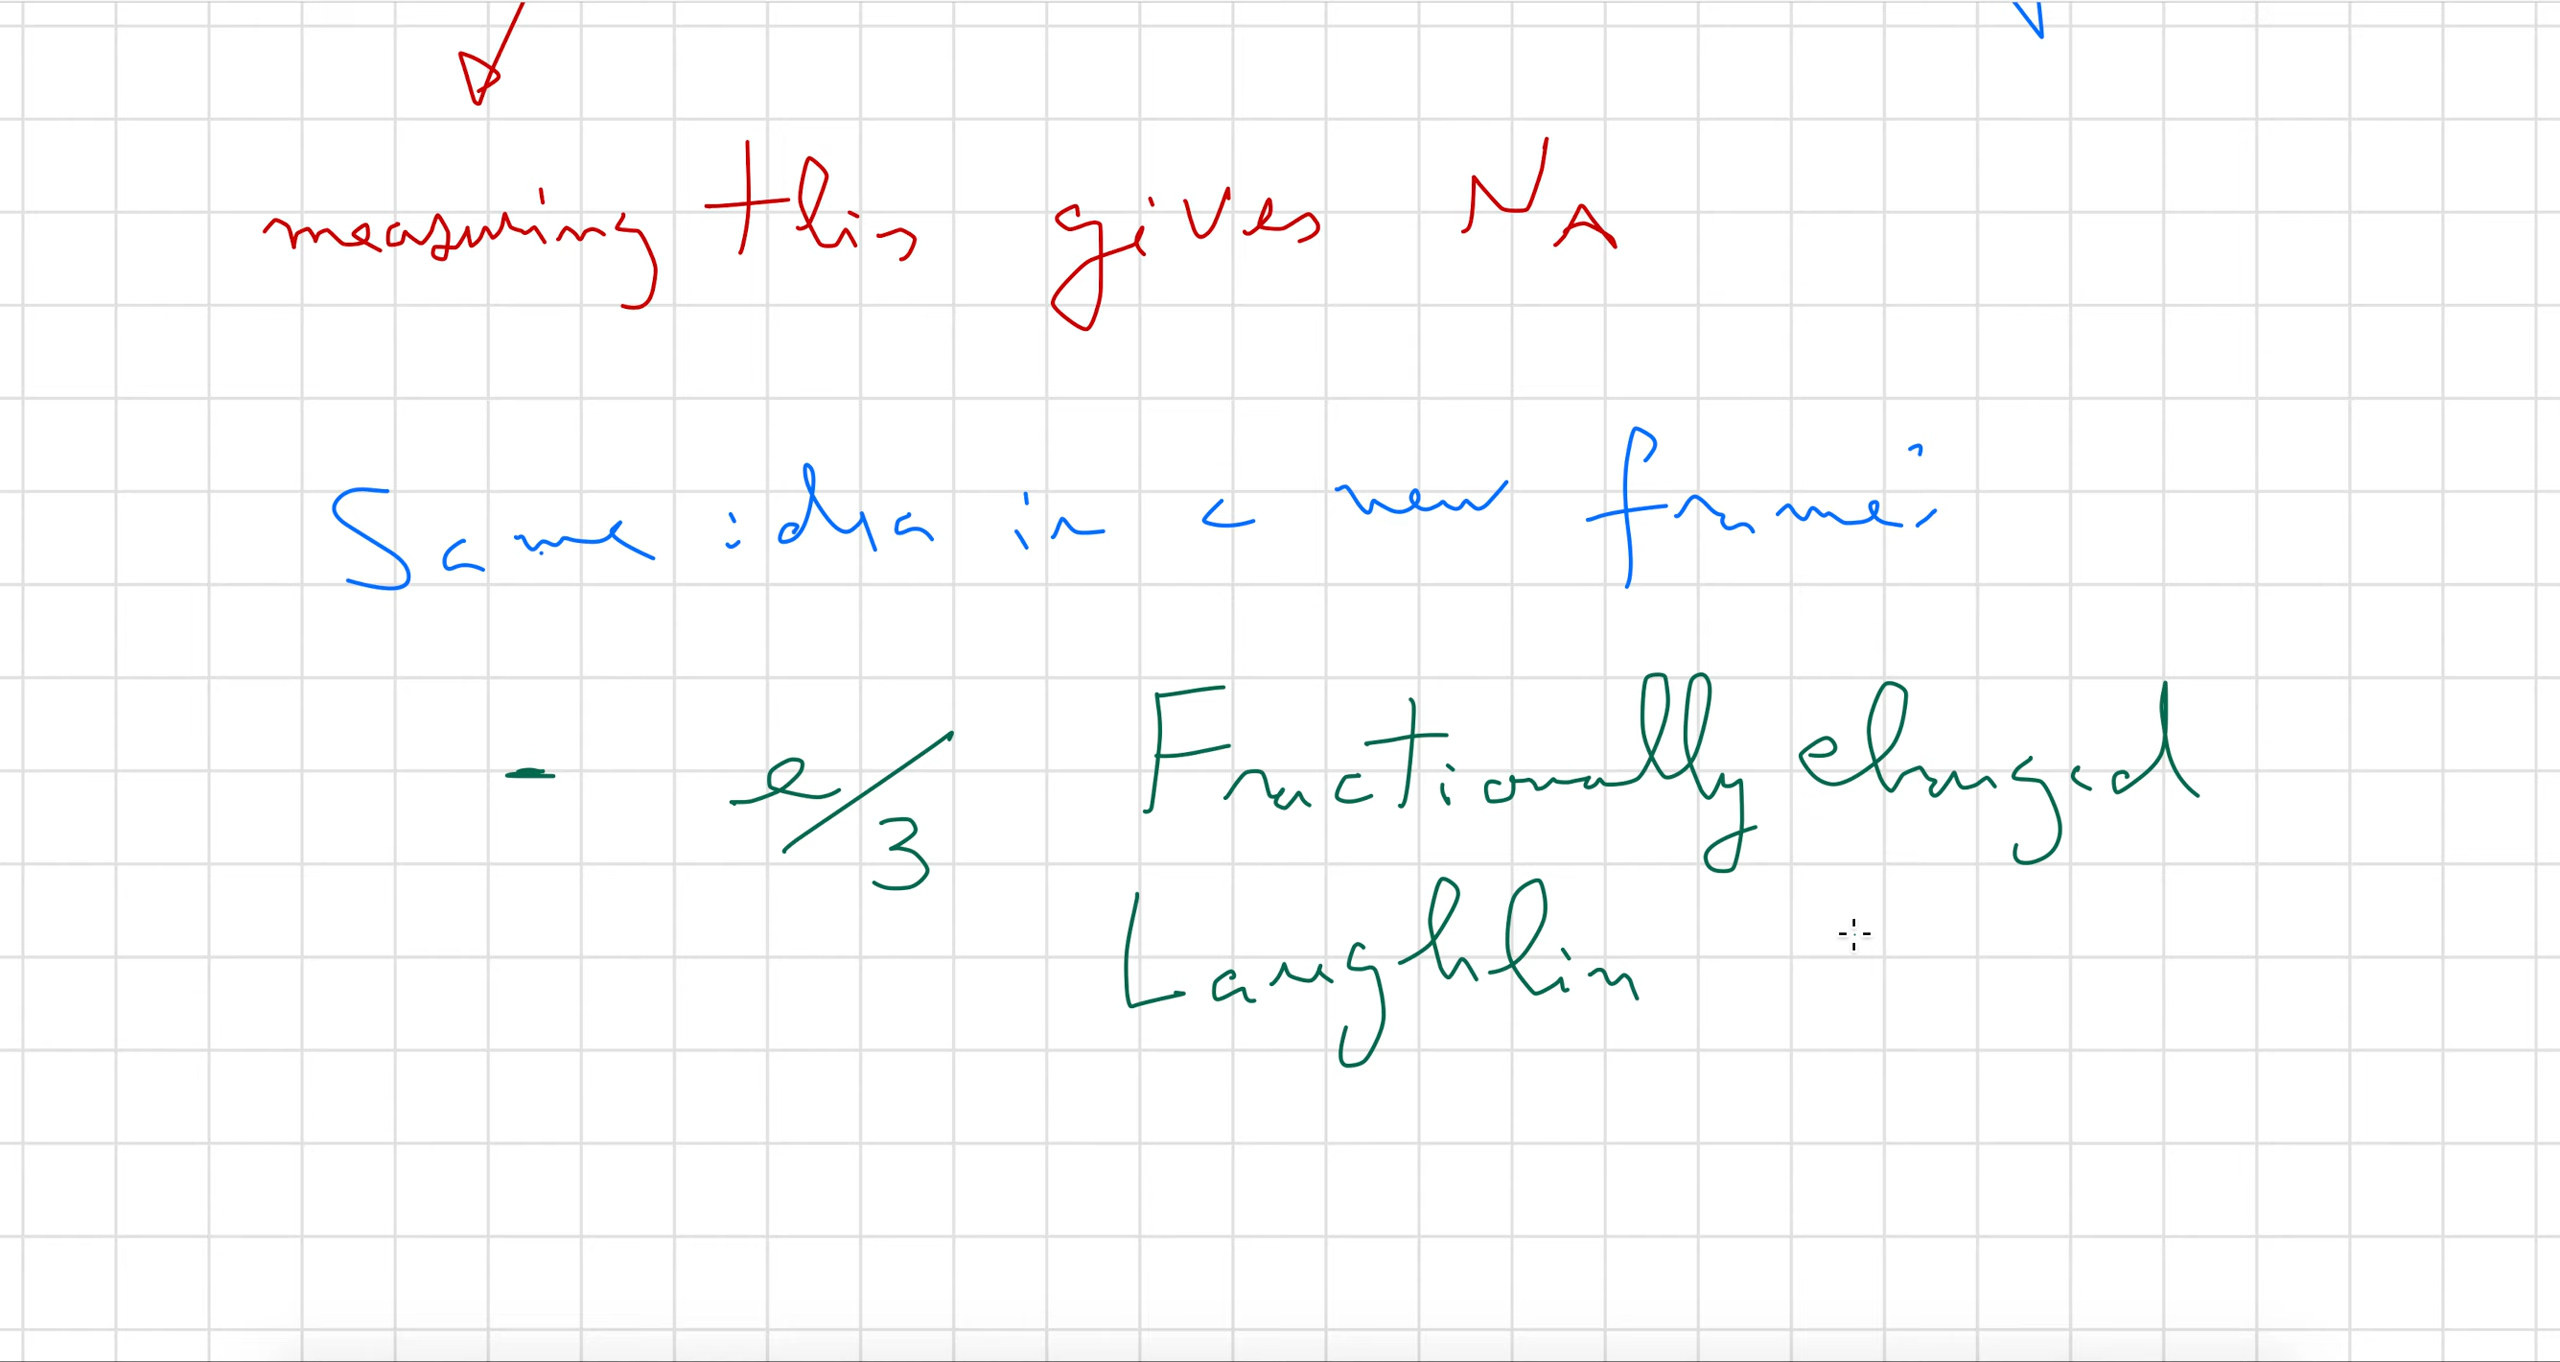 measuring this gives N_A
Same idea in a new frame:
- e/3 Fractionally charged
Laughlin